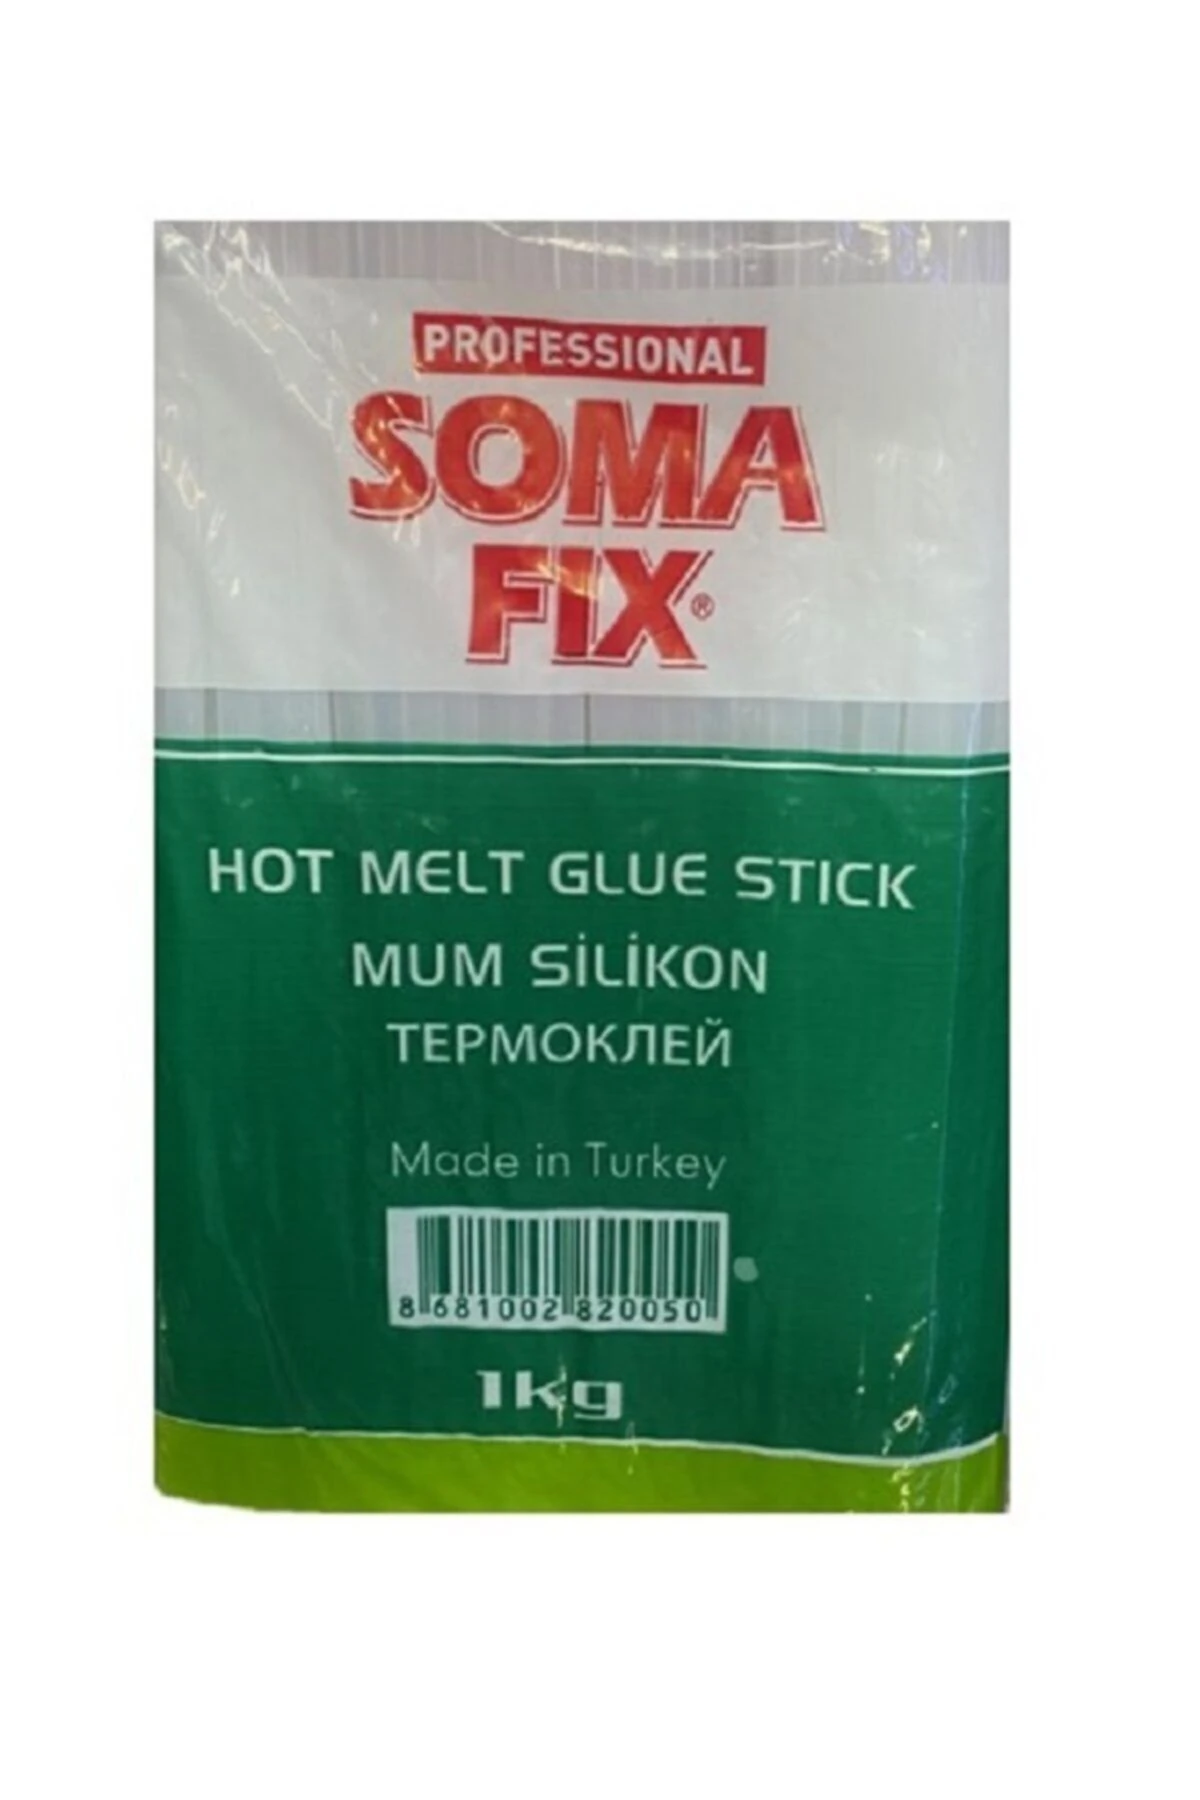 PROFESSIONAL
SOMA
FIX®
HOT MELT GLUE STICK
MUM SİLİKON
ТЕРМОКЛЕЙ
Made in Turkey
8 681002 820050
1kg